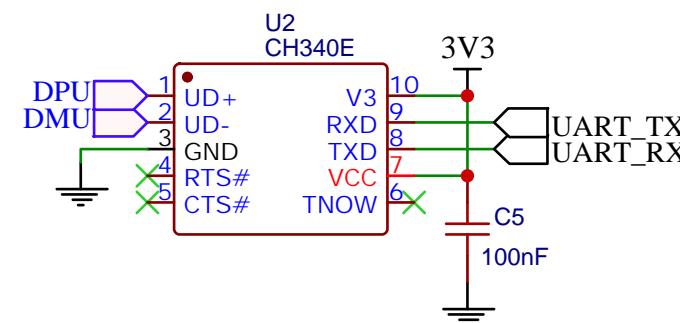 U2
CH340E
3V3
DPU 1 UD+ V3 10
DMU 2 UD- RXD 9 UART_TX
3 GND TXD 8 UART_RX
4 RTS# VCC 7
5 CTS# TNOW 6
C5
100nF